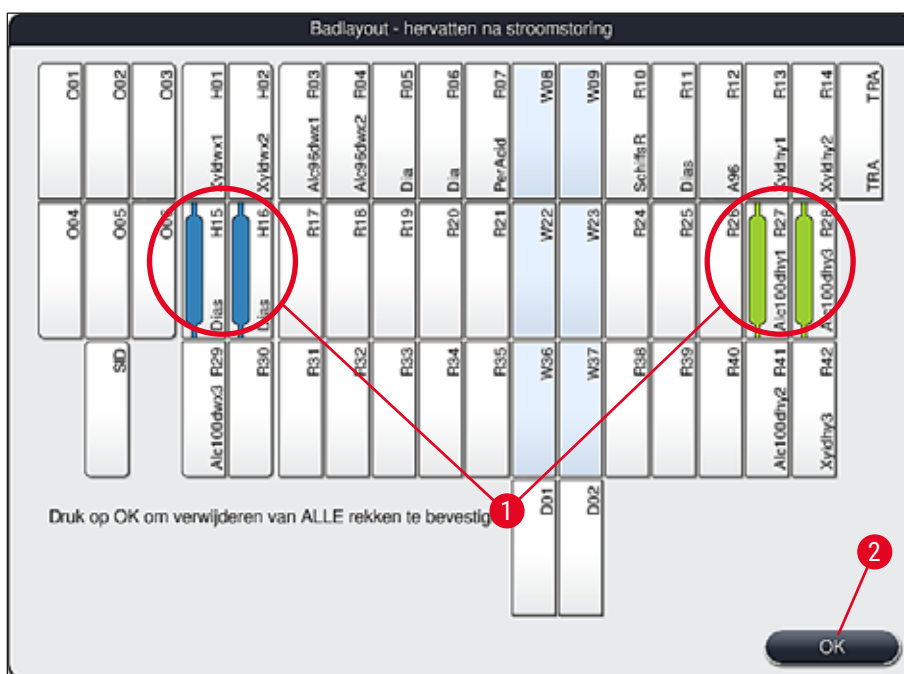 Badlayout - hervatten na stroomstoring
O01
O02
O03
Xyldwx1 H01
Xyldwx2 H02
Alc96dwx1 R03
Alc96dwx2 R04
Dia R05
Dia R06
PerAcid R07
W08
W09
SchiffsR R10
Dias R11
A96 R12
Xyldhy1 R13
Xyldhy2 R14
TRA TRA
O04
O05
Dias H15
Dias H16
R17
R18
R19
R20
R21
W22
W23
R24
R25
R26
Alc100dhy1 R27
Alc100dhy3 R28
SID
Alc100dwx3 R29
R30
R31
R32
R33
R34
R35
W36
W37
R38
R39
R40
Alc100dhy2 R41
Xyldhy3 R42
Druk op OK om verwijderen van ALLE rekken te bevestig
1
D01
D02
2
OK